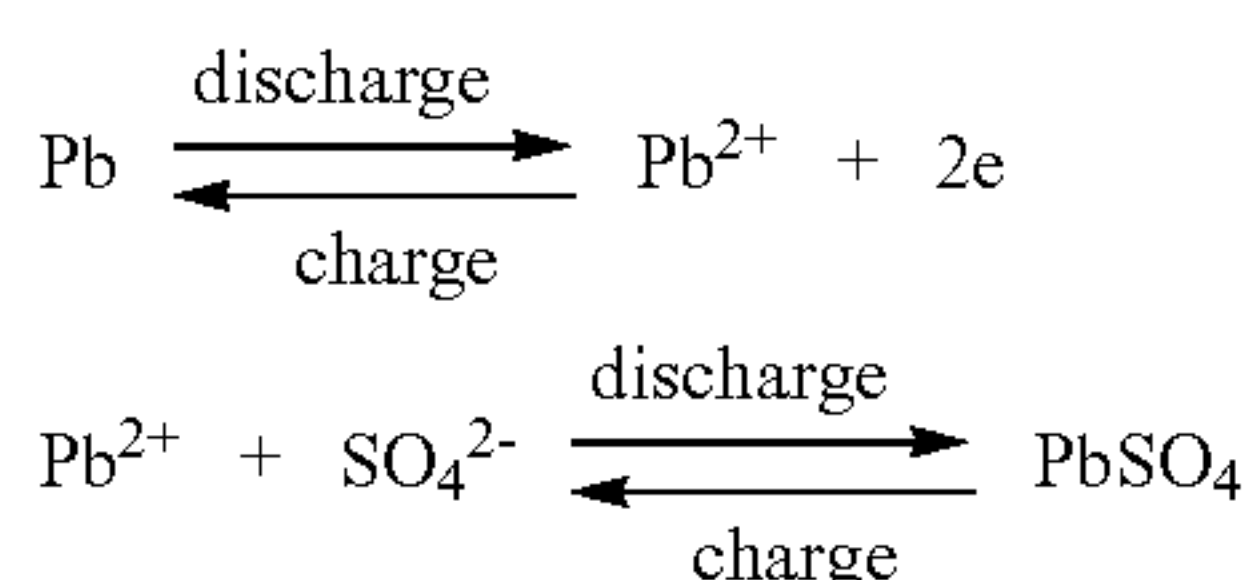 discharge
Pb ⇌ Pb²⁺ + 2e
charge
discharge
Pb²⁺ + SO₄²⁻ ⇌ PbSO₄
charge